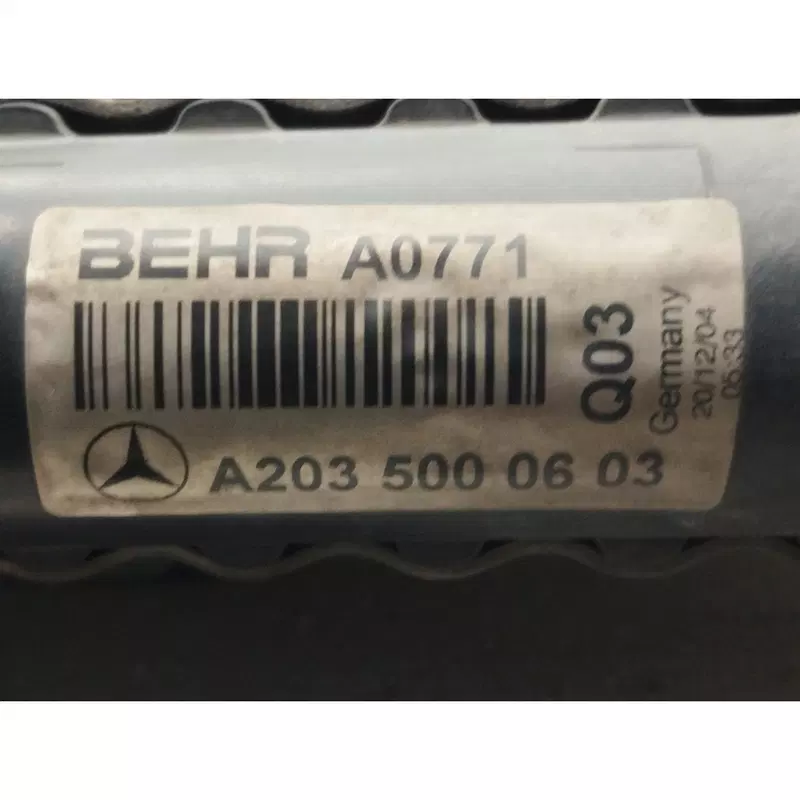 BEHR A0771
A203 500 06 03
Q03
Germany
20/12/04
05:33